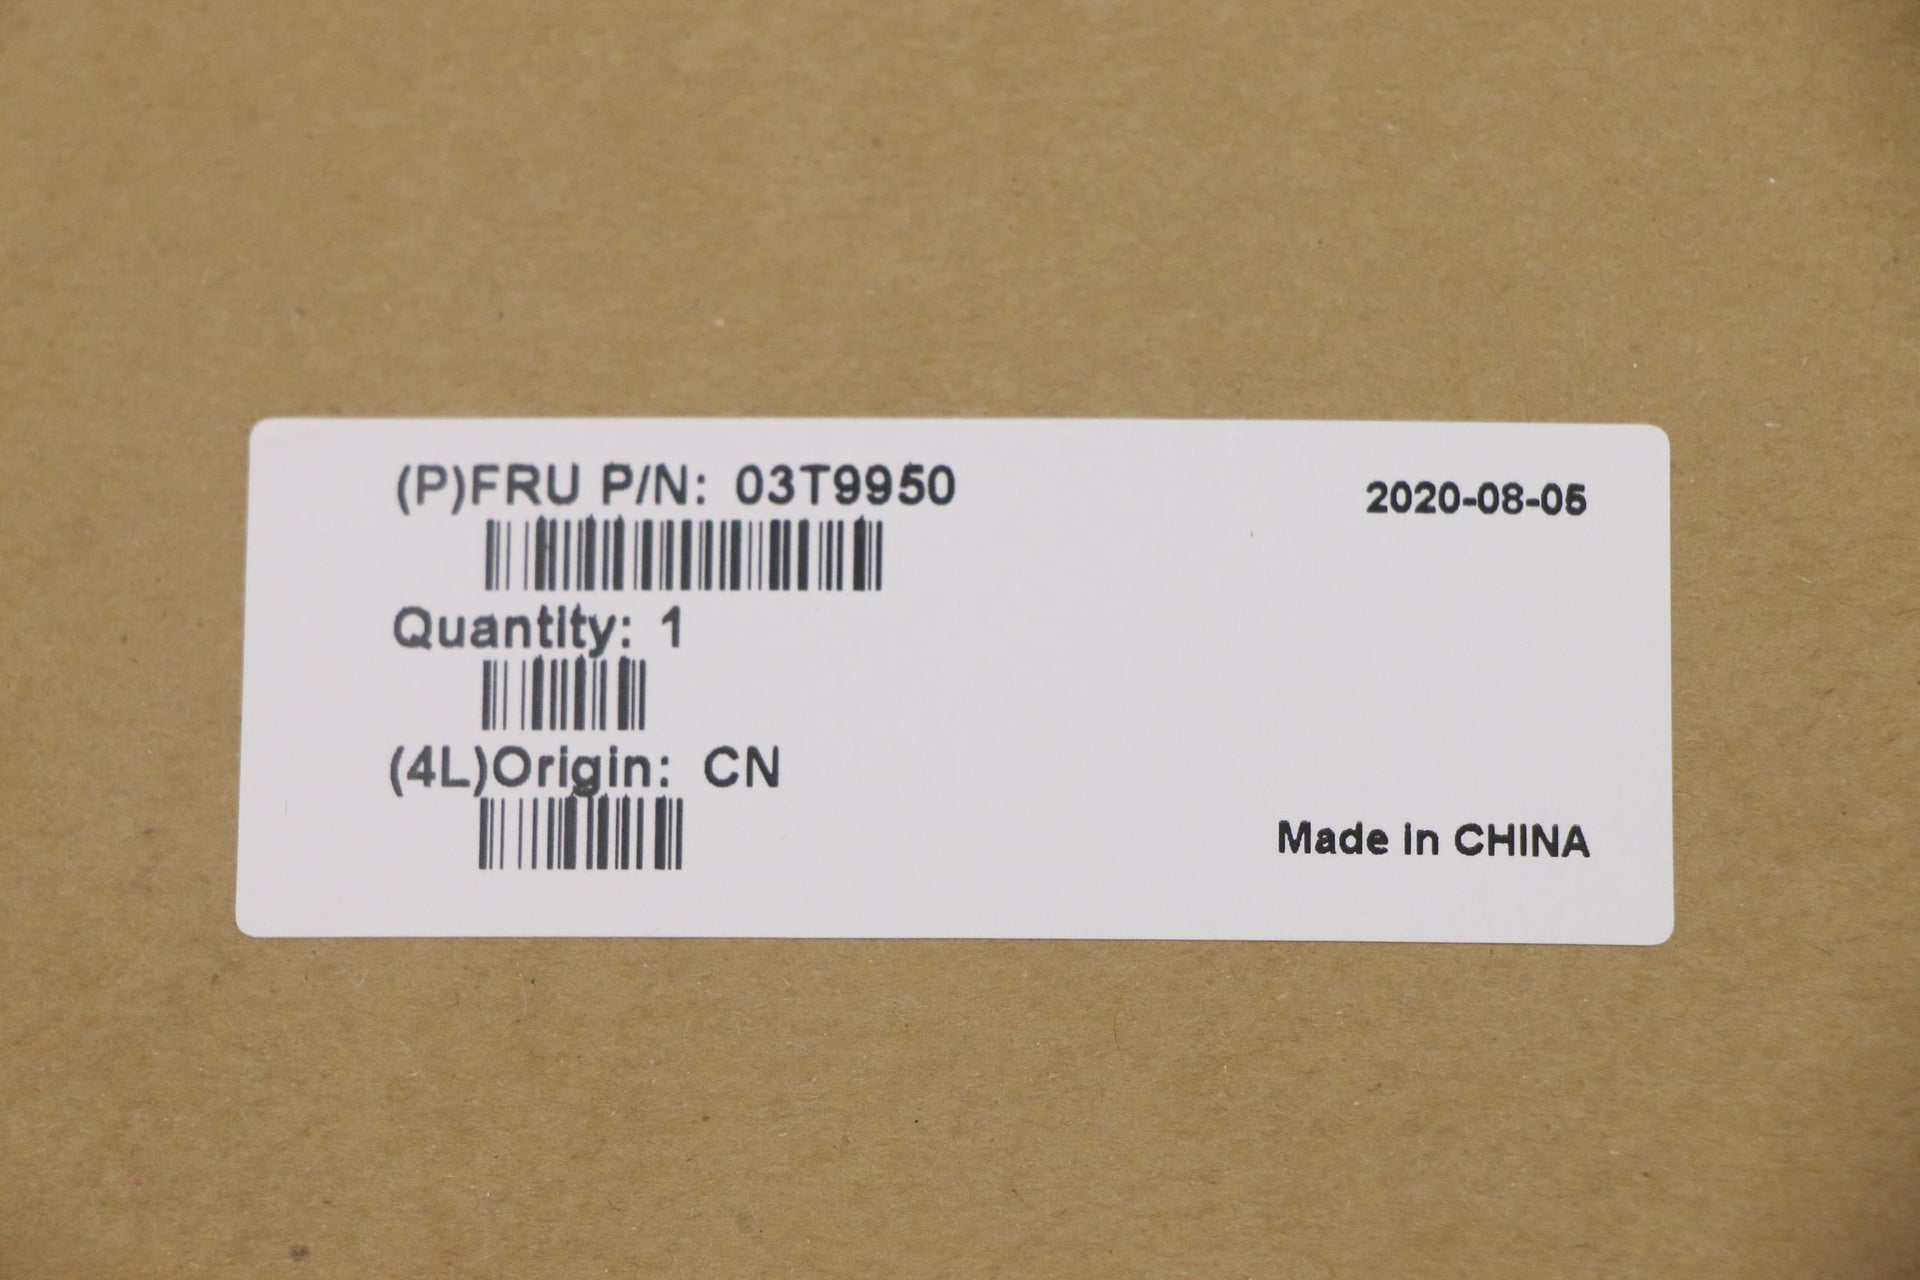 (P)FRU P/N: 03T9950
2020-08-05
Quantity: 1
(4L)Origin: CN
Made in CHINA